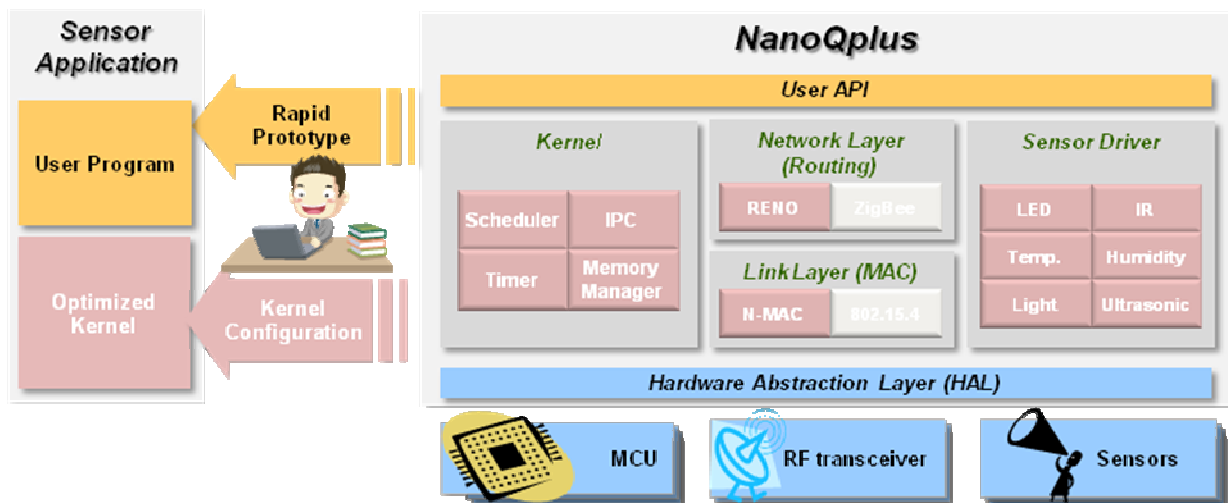 Sensor
Application
User Program
Optimized
Kernel
Rapid
Prototype
Kernel
Configuration
NanoQplus
User API
Kernel
Scheduler
IPC
Timer
Memory
Manager
Network Layer
(Routing)
RENO
ZigBee
Link Layer (MAC)
N-MAC
802.15.4
Sensor Driver
LED
IR
Temp.
Humidity
Light
Ultrasonic
Hardware Abstraction Layer (HAL)
MCU
RF transceiver
Sensors